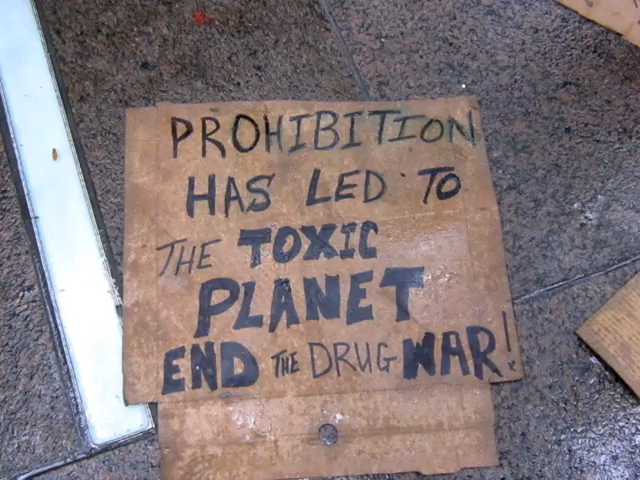 PROHIBITION
HAS LED TO
THE TOXIC
PLANET
END THE DRUG WAR!